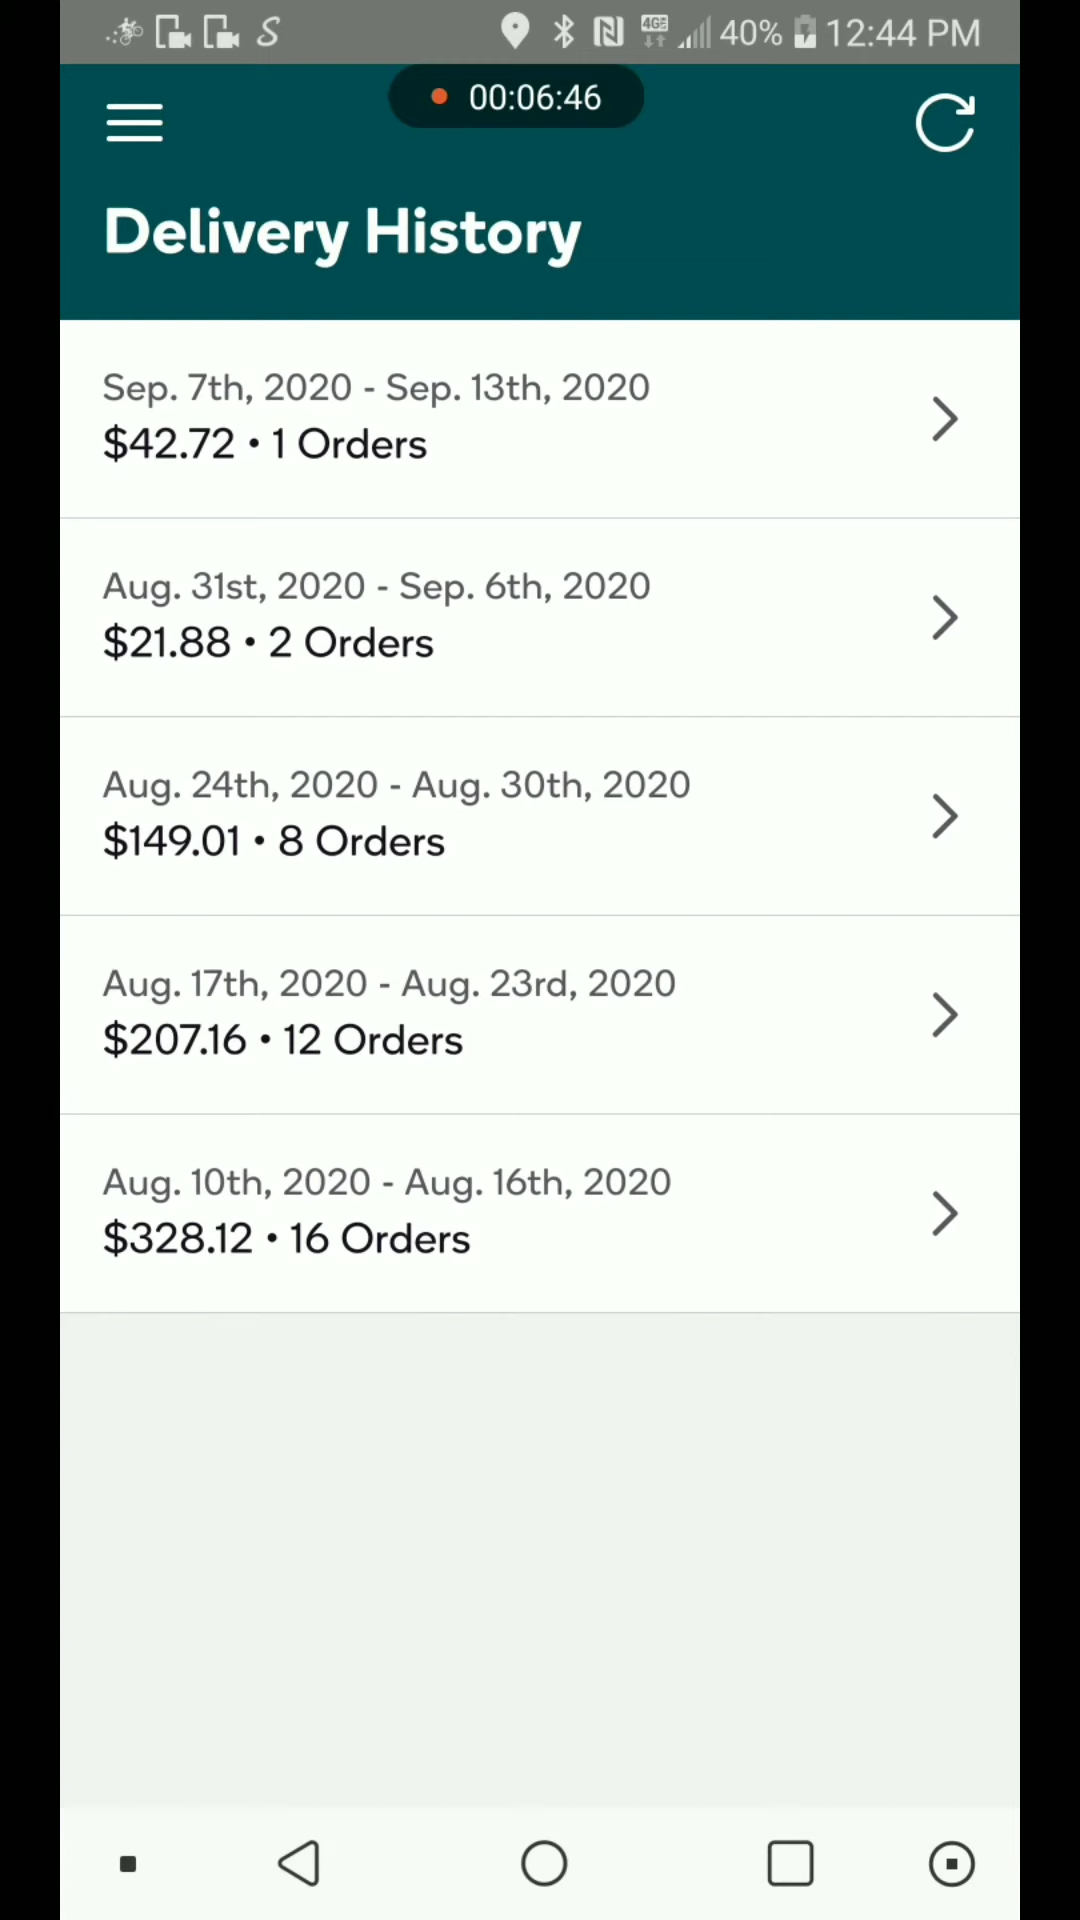 S 4GE 40% 12:44 PM
00:06:46
Delivery History
Sep. 7th, 2020 - Sep. 13th, 2020
$42.72 • 1 Orders
Aug. 31st, 2020 - Sep. 6th, 2020
$21.88 • 2 Orders
Aug. 24th, 2020 - Aug. 30th, 2020
$149.01 • 8 Orders
Aug. 17th, 2020 - Aug. 23rd, 2020
$207.16 • 12 Orders
Aug. 10th, 2020 - Aug. 16th, 2020
$328.12 • 16 Orders